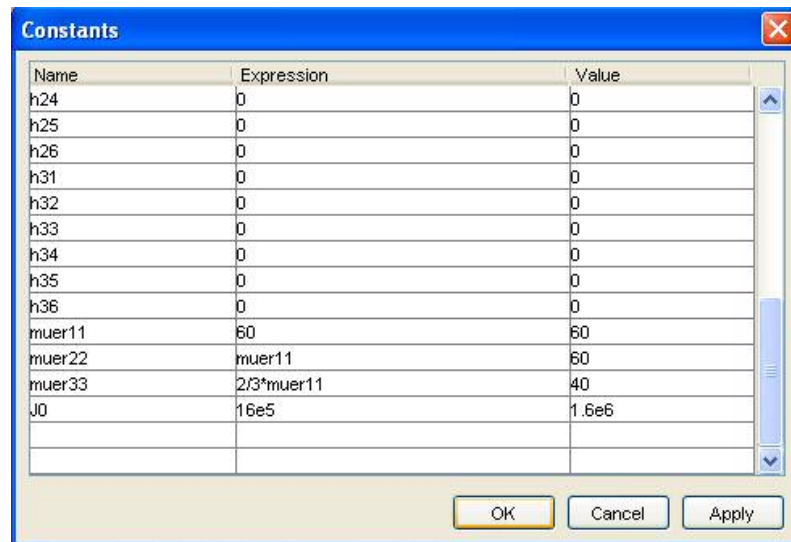 Constants
Name Expression Value
h24 0 0
h25 0 0
h26 0 0
h31 0 0
h32 0 0
h33 0 0
h34 0 0
h35 0 0
h36 0 0
muer11 60 60
muer22 muer11 60
muer33 2/3*muer11 40
J0 16e5 1.6e6
OK Cancel Apply